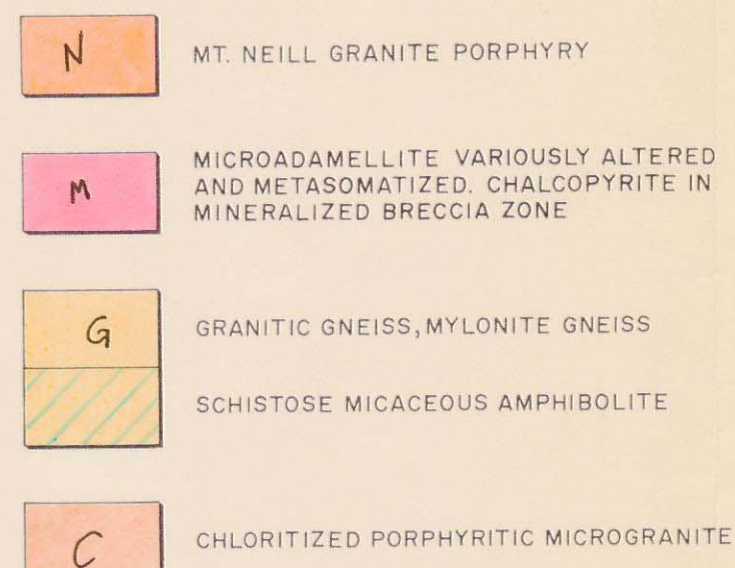 N
MT. NEILL GRANITE PORPHYRY
MICROADAMELLITE VARIOUSLY ALTERED
M
AND METASOMATIZED. CHALCOPYRITE IN
MINERALIZED BRECCIA ZONE
G
GRANITIC GNEISS, MYLONITE GNEISS
SCHISTOSE MICACEOUS AMPHIBOLITE
C
CHLORITIZED PORPHYRITIC MICROGRANITE